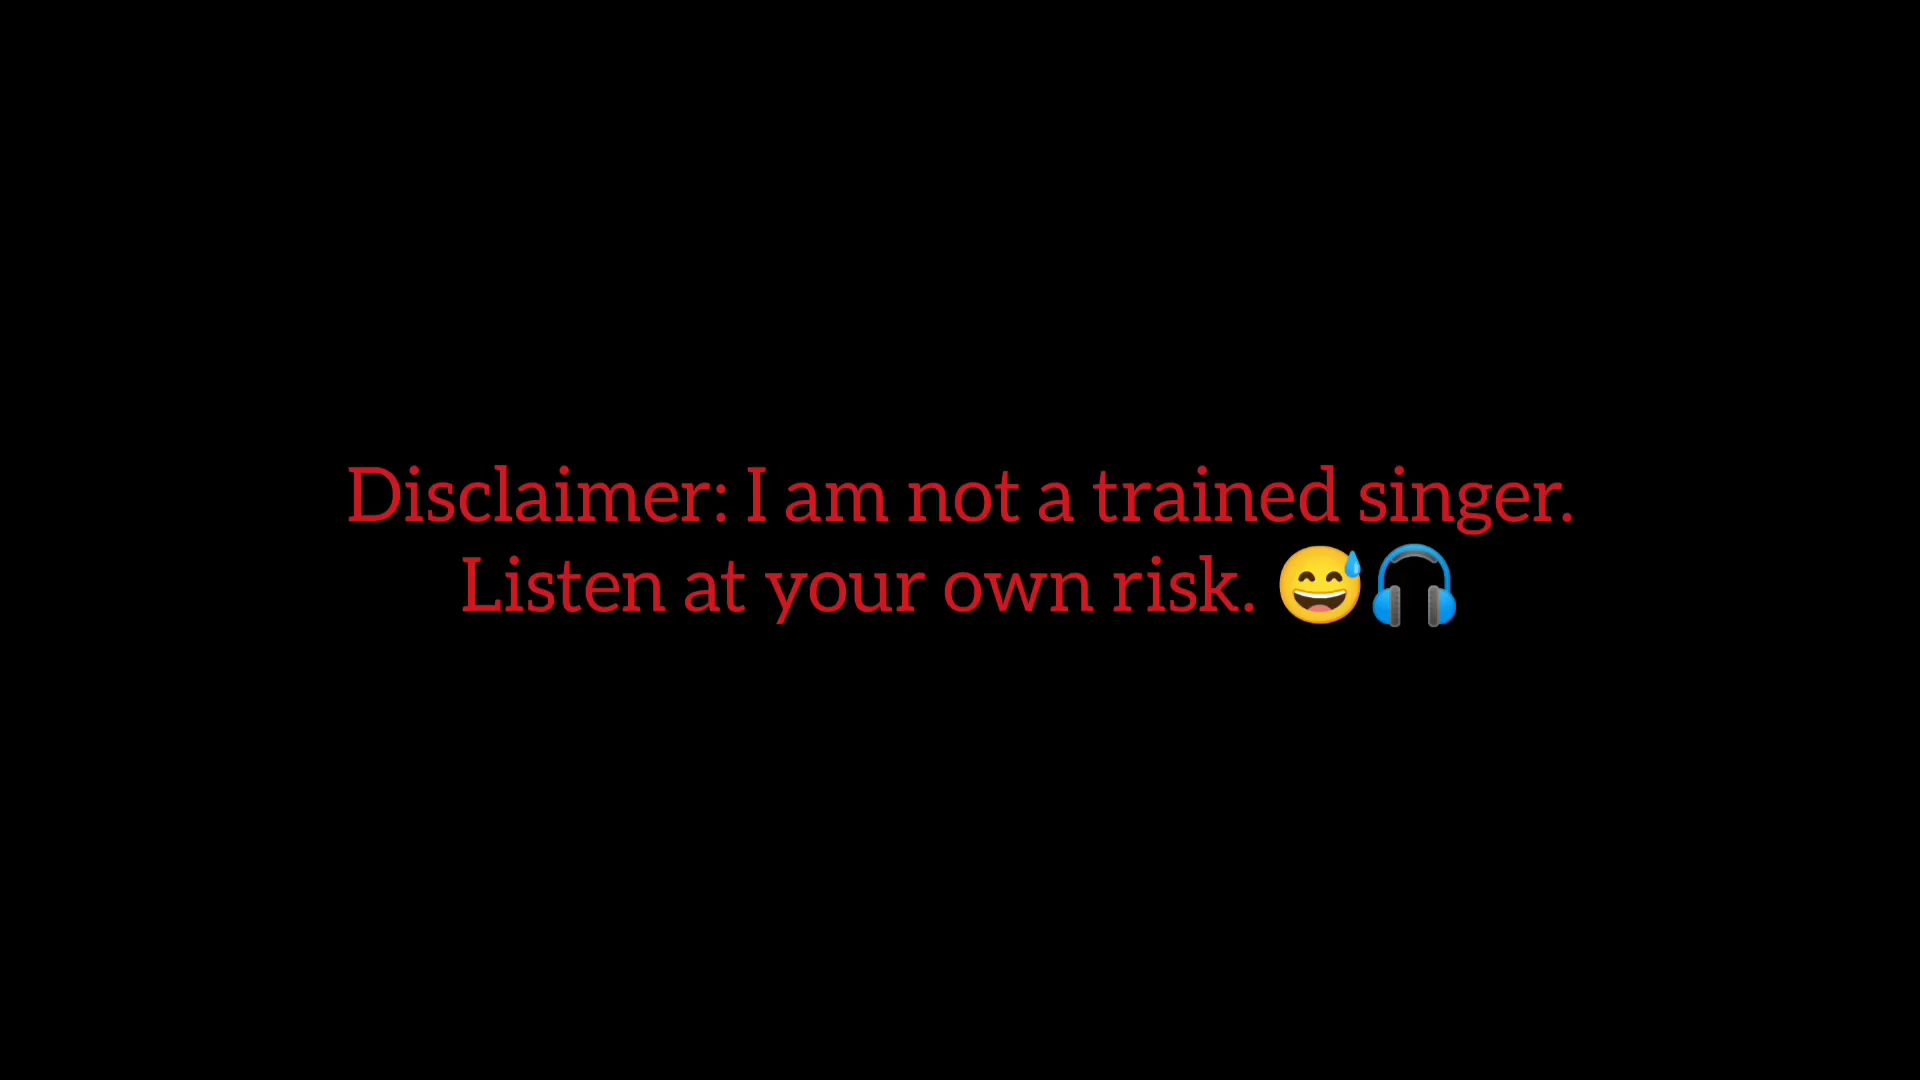 Disclaimer: I am not a trained singer.
Listen at your own risk. 😅🎧